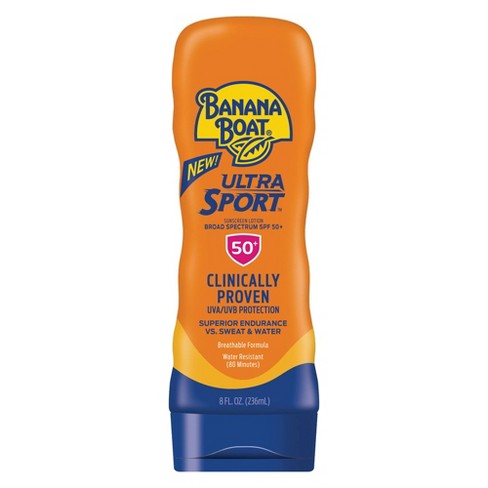 BANANA
BOAT®
NEW!
ULTRA
SPORT™
SUNSCREEN LOTION
BROAD SPECTRUM SPF 50+
50+
CLINICALLY
PROVEN
UVA/UVB PROTECTION
SUPERIOR ENDURANCE
VS. SWEAT & WATER
Breathable Formula
Water Resistant
(80 Minutes)
8 FL. OZ. (236mL)